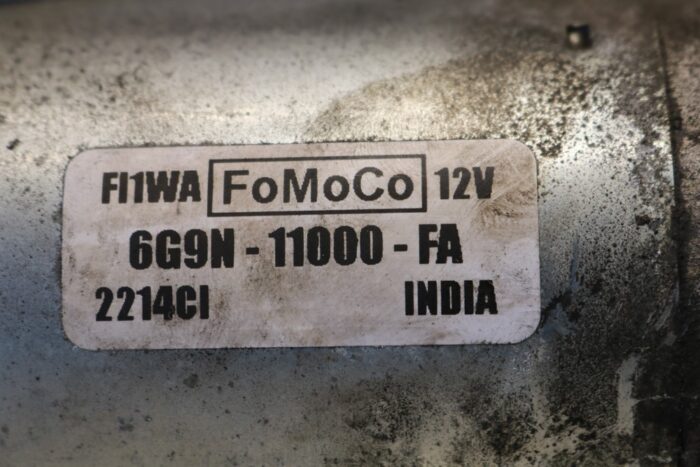 FI1WA FoMoCo 12V
6G9N - 11000 - FA
2214CI INDIA